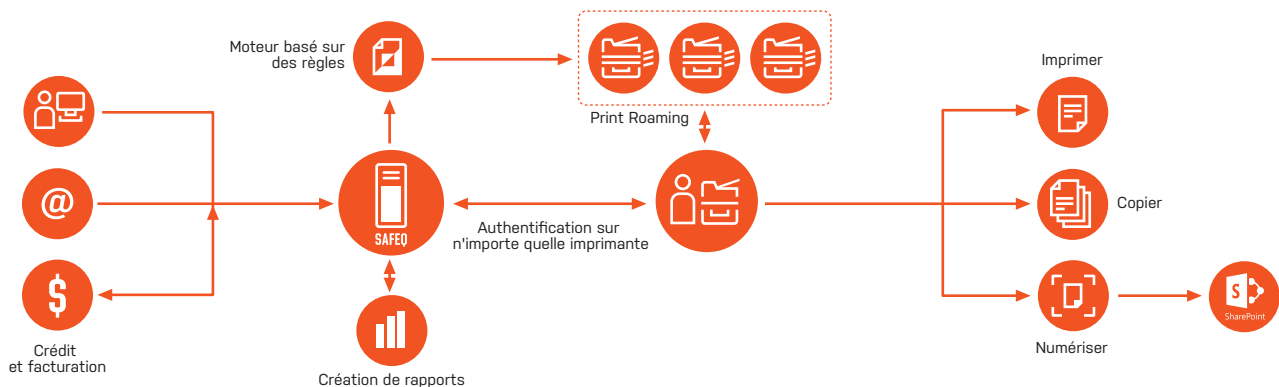 Moteur basé sur
des règles
Print Roaming
Imprimer
@
SAFEQ
Authentification sur
n'importe quelle imprimante
Copier
$
S
SharePoint
Crédit
et facturation
Création de rapports
Numériser